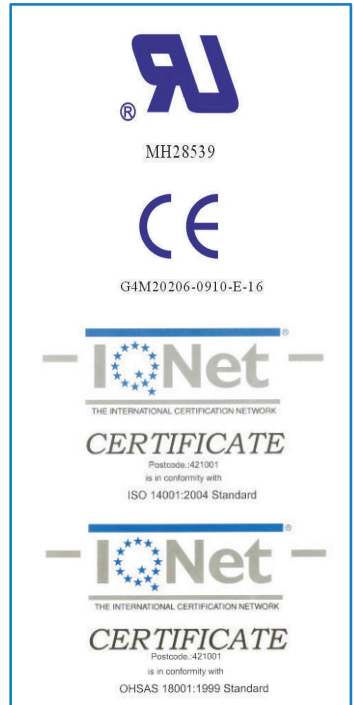 RU
®
MH28539
CE
G4M20206-0910-E-16
®
IQNet
THE INTERNATIONAL CERTIFICATION NETWORK
CERTIFICATE
Postcode.:421001
is in conformity with
ISO 14001:2004 Standard
®
IQNet
THE INTERNATIONAL CERTIFICATION NETWORK
CERTIFICATE
Postcode.:421001
is in conformity with
OHSAS 18001:1999 Standard